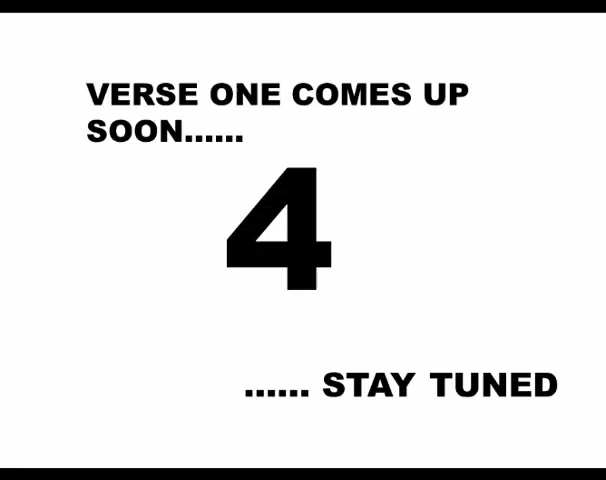 VERSE ONE COMES UP
SOON......
4
...... STAY TUNED